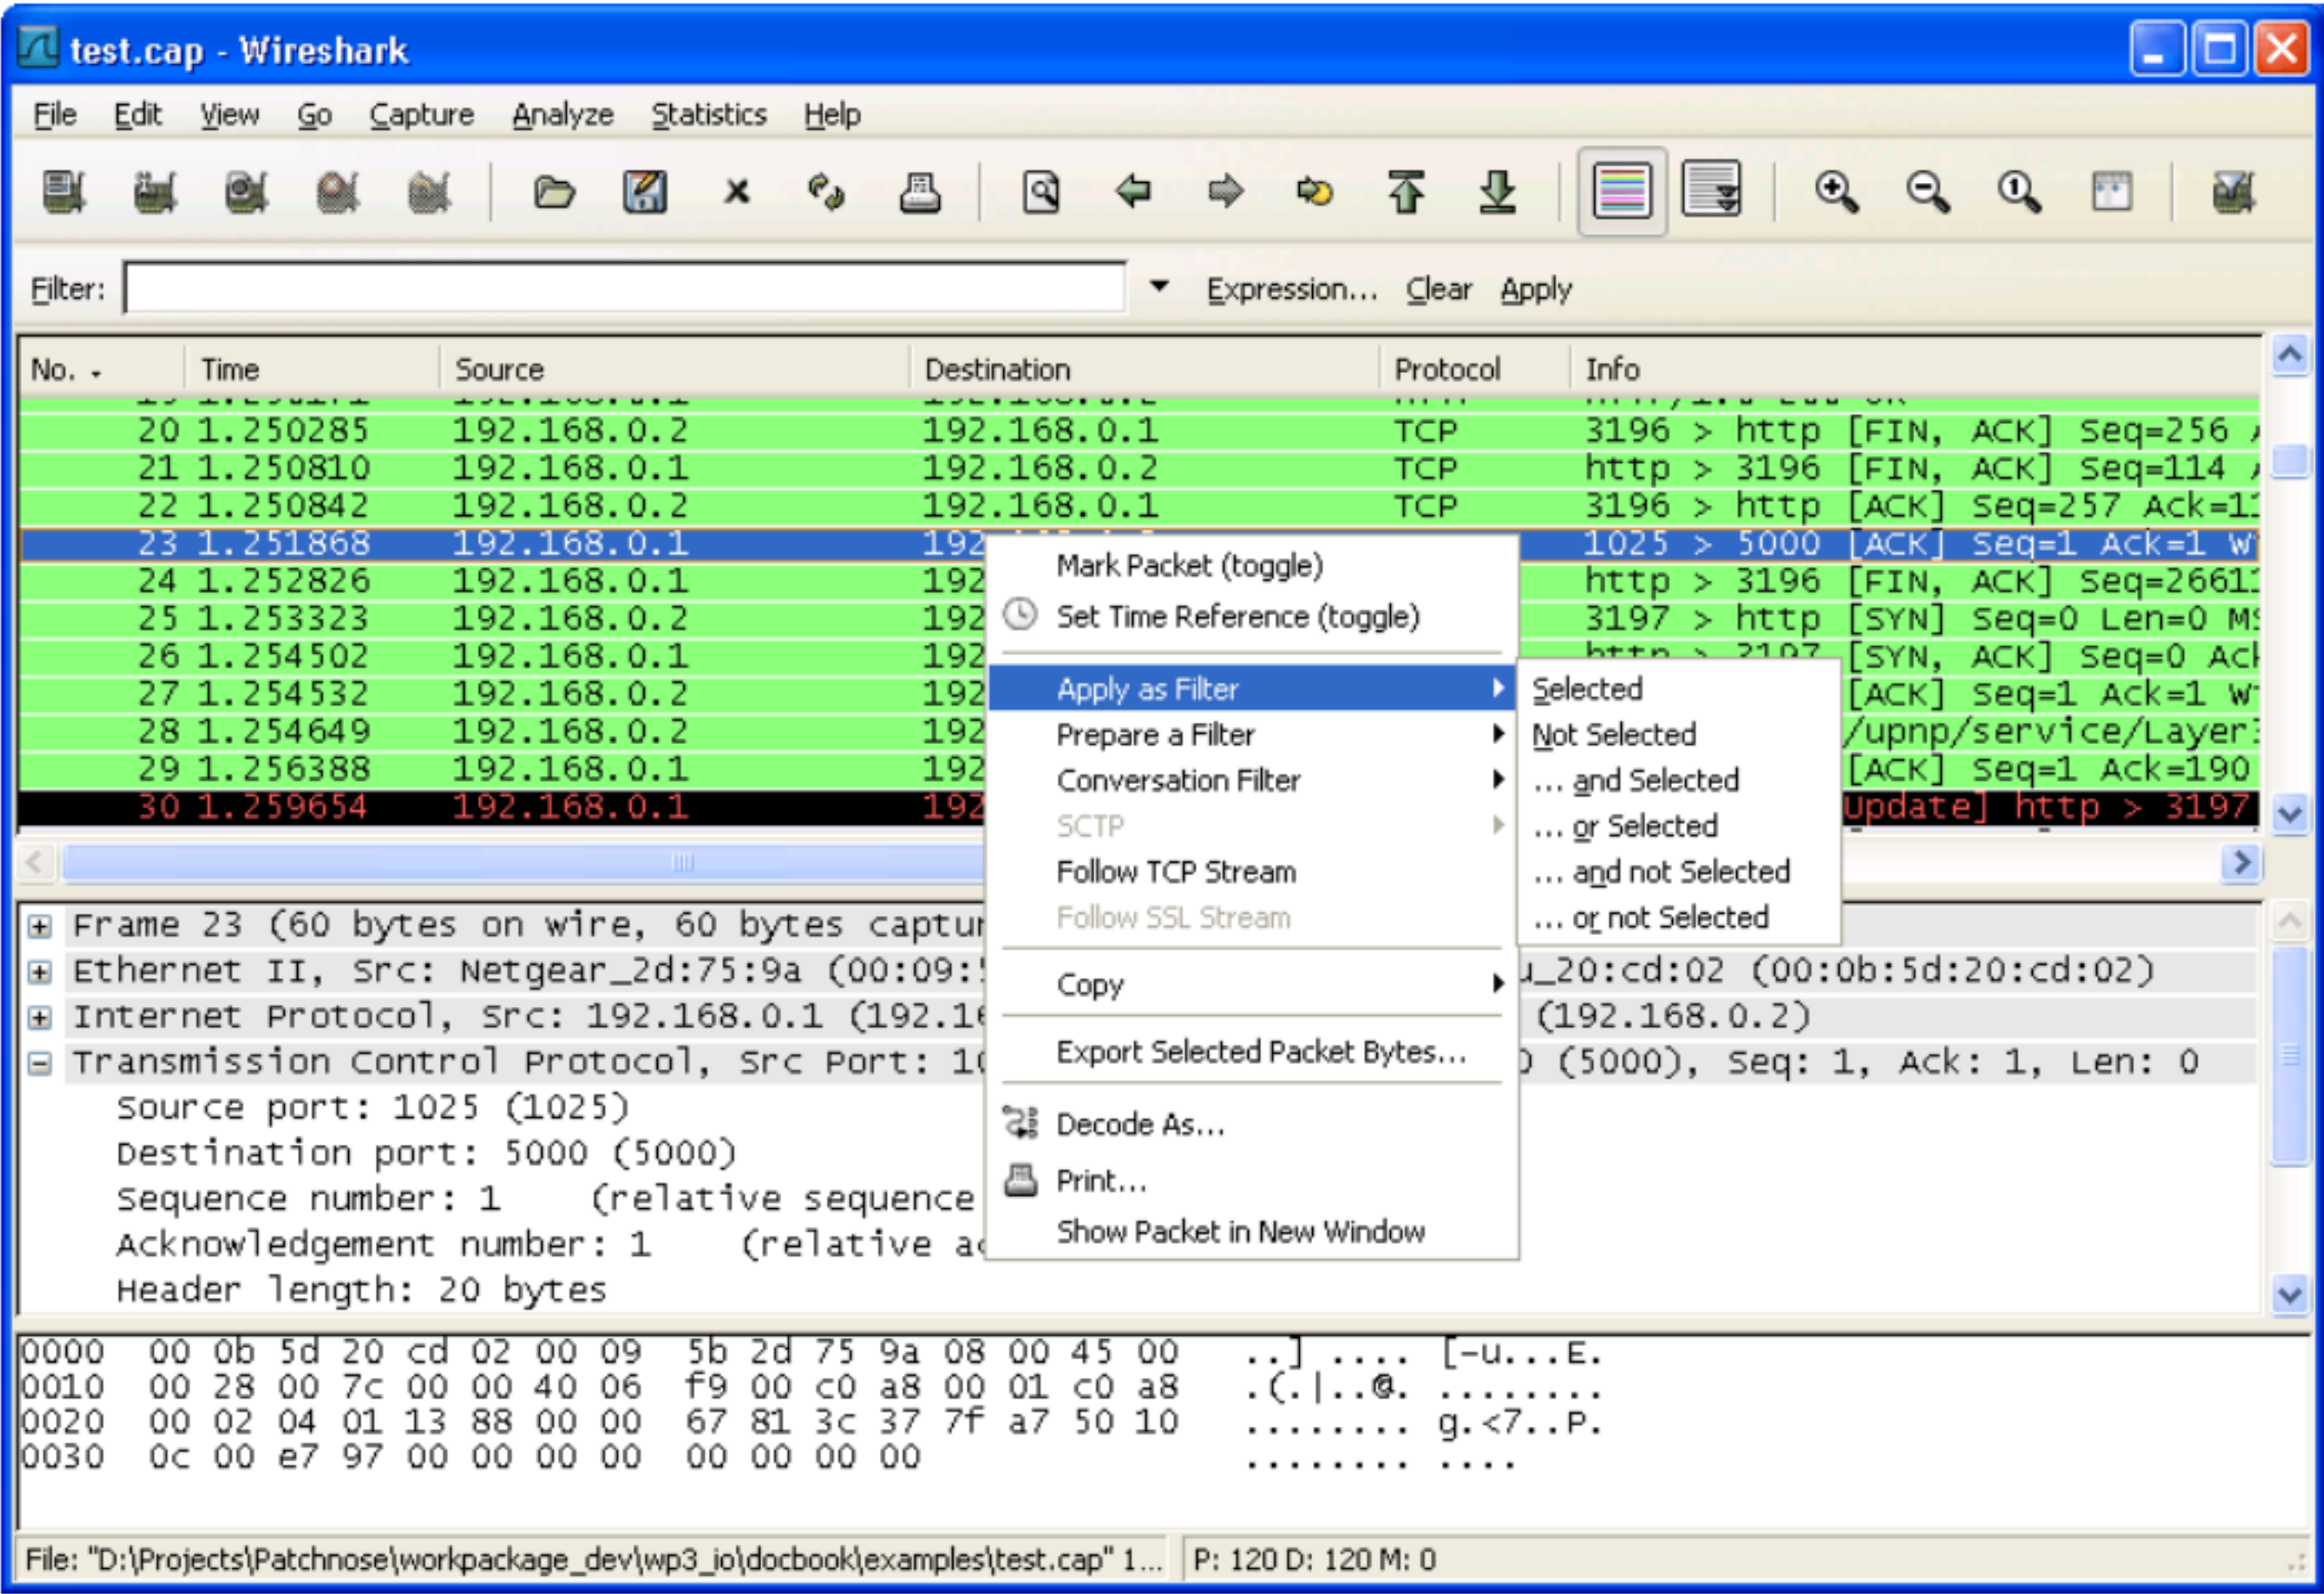 test.cap - Wireshark
File Edit View Go Capture Analyze Statistics Help
Filter: Expression... Clear Apply
No. Time Source Destination Protocol Info
20 1.250285 192.168.0.2 192.168.0.1 TCP 3196 > http [FIN, ACK] Seq=256
21 1.250810 192.168.0.1 192.168.0.2 TCP http > 3196 [FIN, ACK] Seq=114
22 1.250842 192.168.0.2 192.168.0.1 TCP 3196 > http [ACK] Seq=257 Ack=11
23 1.251868 192.168.0.1 192 1025 > 5000 [ACK] Seq=1 Ack=1 W
24 1.252826 192.168.0.1 192 http > 3196 [FIN, ACK] Seq=2661
25 1.253323 192.168.0.2 192 3197 > http [SYN] Seq=0 Len=0 MS
26 1.254502 192.168.0.1 192 http > 3197 [SYN, ACK] Seq=0 Ack
27 1.254532 192.168.0.2 192 [ACK] Seq=1 Ack=1 W
28 1.254649 192.168.0.2 192 /upnp/service/Layer
29 1.256388 192.168.0.1 192 [ACK] Seq=1 Ack=190
30 1.259654 192.168.0.1 192 Update] http > 3197
Mark Packet (toggle)
Set Time Reference (toggle)
Apply as Filter
Prepare a Filter
Conversation Filter
SCTP
Follow TCP Stream
Follow SSL Stream
Copy
Export Selected Packet Bytes...
Decode As...
Print...
Show Packet in New Window
Selected
Not Selected
... and Selected
... or Selected
... and not Selected
... or not Selected
Frame 23 (60 bytes on wire, 60 bytes captur
Ethernet II, Src: Netgear_2d:75:9a (00:09:5 u_20:cd:02 (00:0b:5d:20:cd:02)
Internet Protocol, Src: 192.168.0.1 (192.16 (192.168.0.2)
Transmission Control Protocol, Src Port: 10 (5000), Seq: 1, Ack: 1, Len: 0
Source port: 1025 (1025)
Destination port: 5000 (5000)
Sequence number: 1 (relative sequence
Acknowledgement number: 1 (relative a
Header length: 20 bytes
0000 00 0b 5d 20 cd 02 00 09 5b 2d 75 9a 08 00 45 00 ..] .... [-u...E.
0010 00 28 00 7c 00 00 40 06 f9 00 c0 a8 00 01 c0 a8 .(.|..@. ........
0020 00 02 04 01 13 88 00 00 67 81 3c 37 7f a7 50 10 ........ g.<7..P.
0030 0c 00 e7 97 00 00 00 00 00 00 00 00 ........ ....
File: "D:\Projects\Patchnose\workpackage_dev\wp3_io\docbook\examples\test.cap" 1... P: 120 D: 120 M: 0